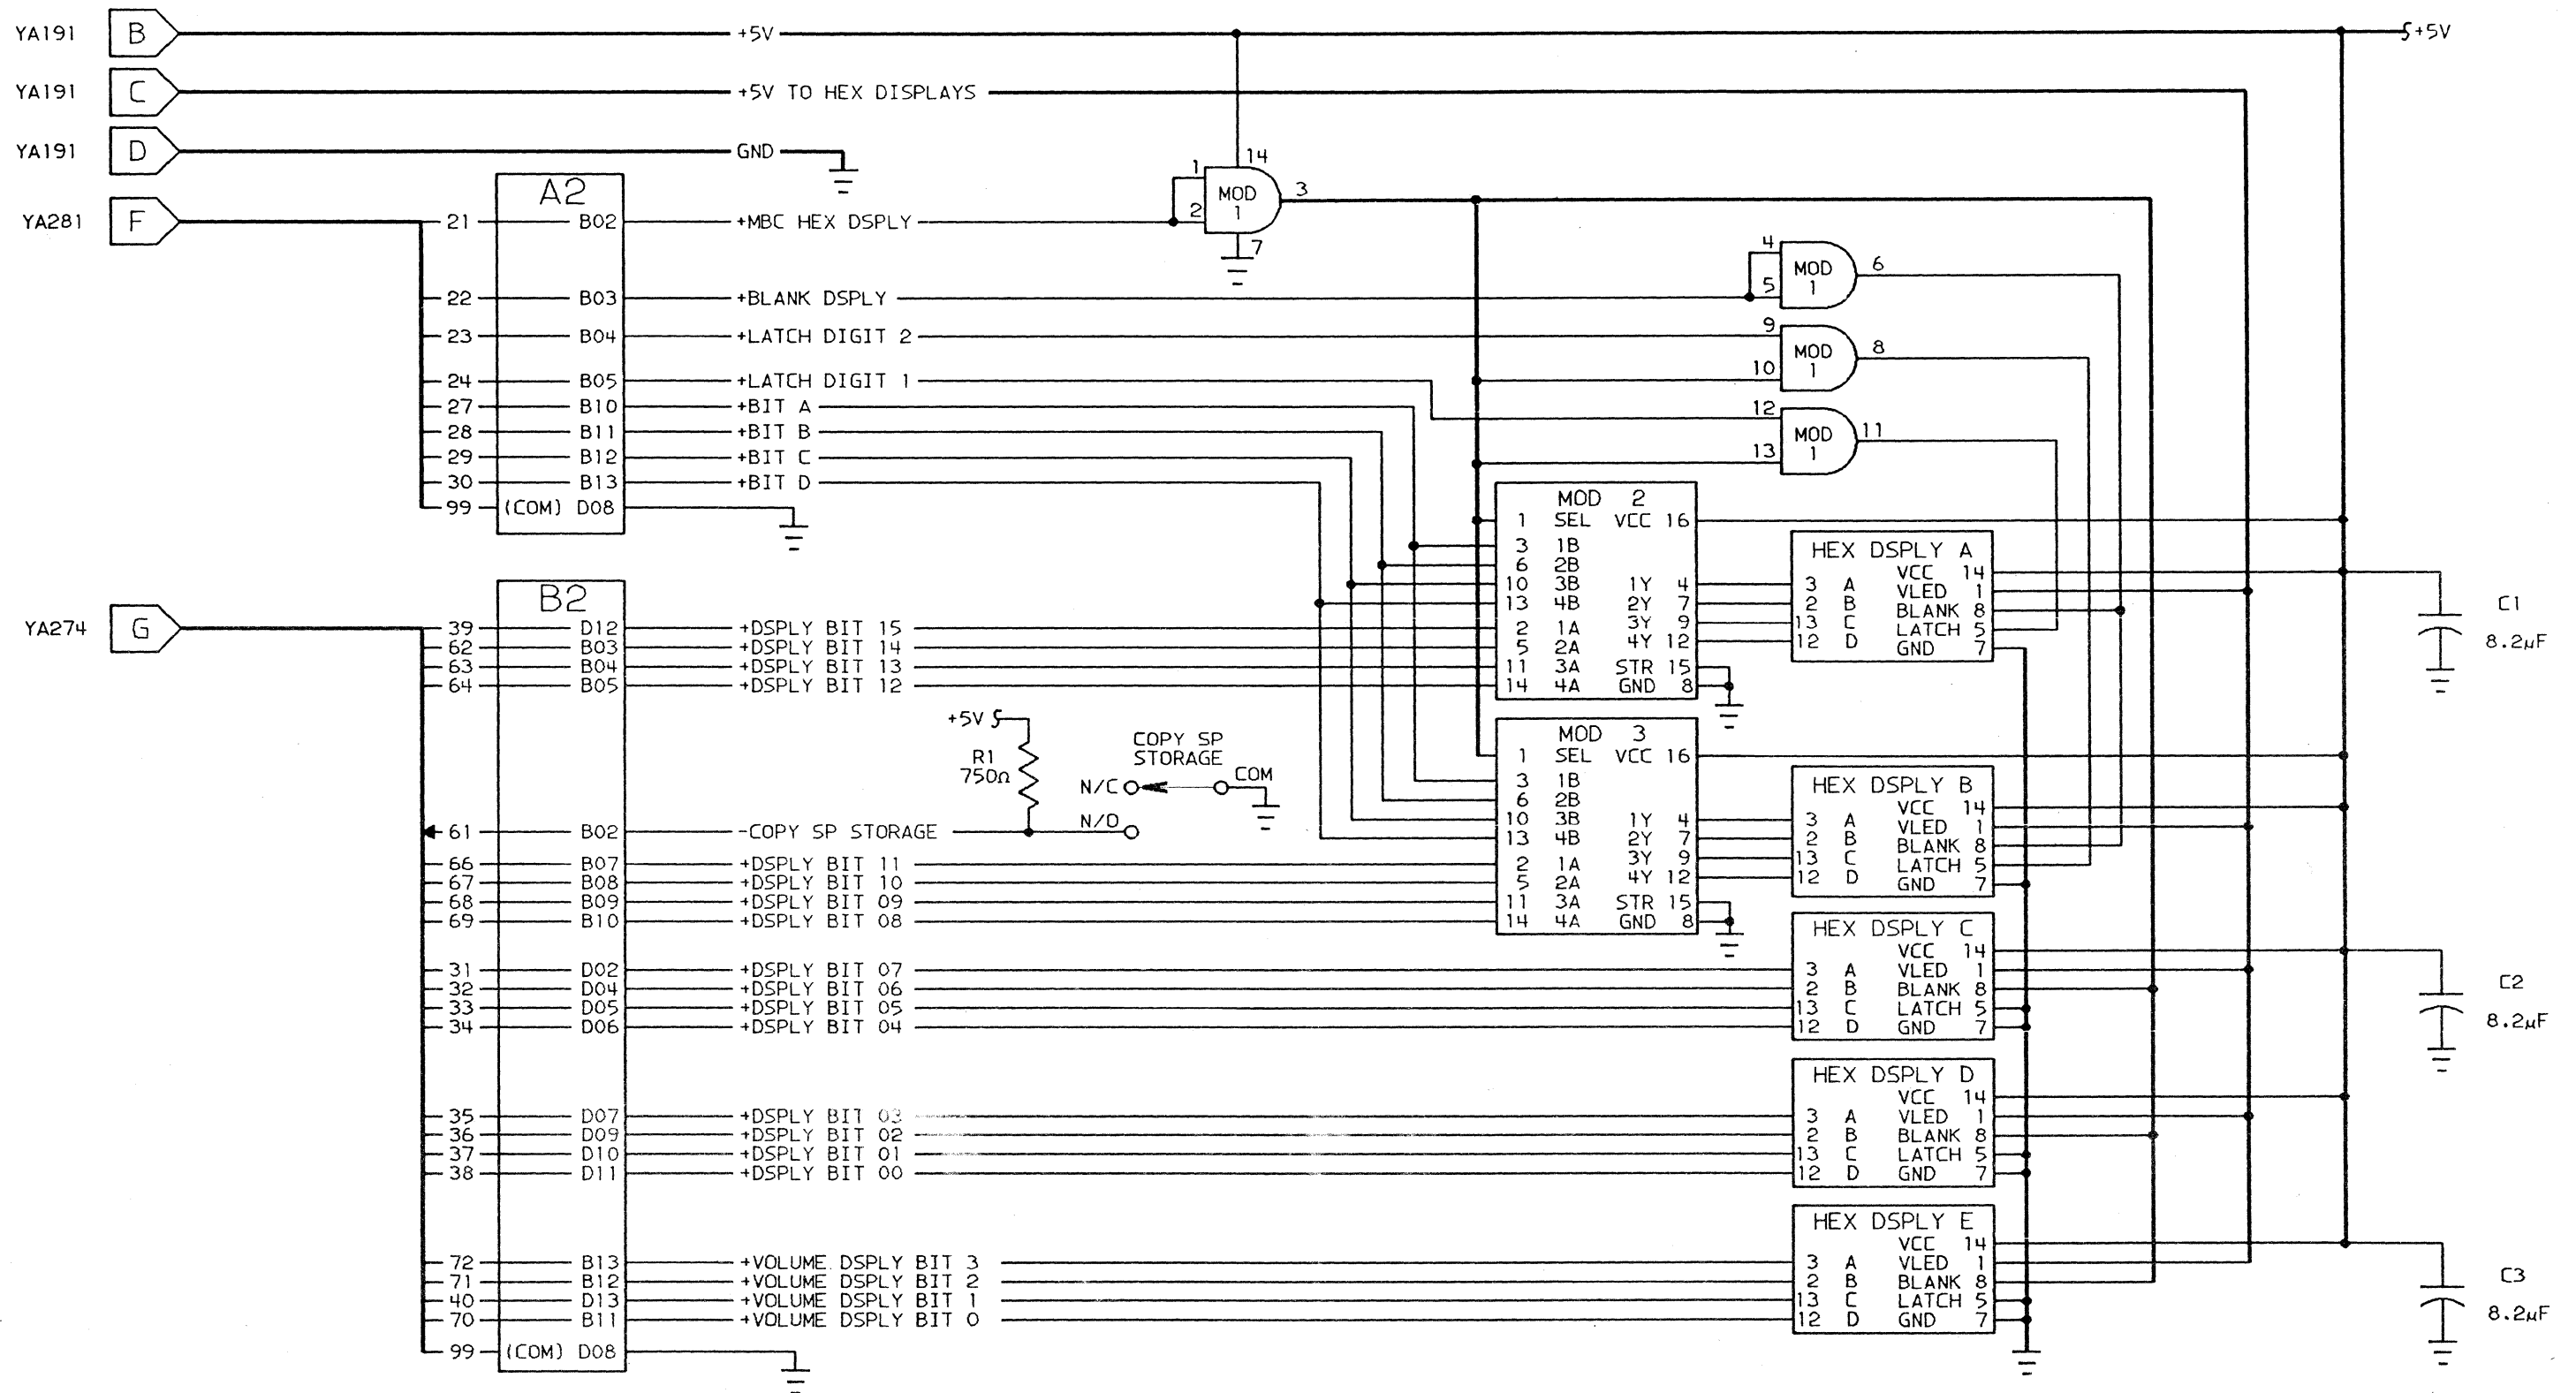 YA191 B +5V +5V
YA191 C +5V TO HEX DISPLAYS
YA191 D GND
A2
YA281 F 21 B02 +MBC HEX DSPLY
1 2 14 MOD 1 3 7
22 B03 +BLANK DSPLY
4 5 MOD 1 6
23 B04 +LATCH DIGIT 2
9 10 MOD 1 8
24 B05 +LATCH DIGIT 1
12 13 MOD 1 11
27 B10 +BIT A
28 B11 +BIT B
29 B12 +BIT C
30 B13 +BIT D
99 (COM) D08
MOD 2
1 SEL VCC 16
3 1B
6 2B
10 3B 1Y 4
13 4B 2Y 7
2 1A 3Y 9
5 2A 4Y 12
11 3A STR 15
14 4A GND 8
HEX DSPLY A
VCC 14
3 A VLED 1
2 B BLANK 8
13 C LATCH 5
12 D GND 7
C1
8.2µF
B2
YA274 G
39 D12 +DSPLY BIT 15
62 B03 +DSPLY BIT 14
63 B04 +DSPLY BIT 13
64 B05 +DSPLY BIT 12
+5V
R1
750Ω
COPY SP
STORAGE
N/C COM
N/O
61 B02 -COPY SP STORAGE
66 B07 +DSPLY BIT 11
67 B08 +DSPLY BIT 10
68 B09 +DSPLY BIT 09
69 B10 +DSPLY BIT 08
MOD 3
1 SEL VCC 16
3 1B
6 2B
10 3B 1Y 4
13 4B 2Y 7
2 1A 3Y 9
5 2A 4Y 12
11 3A STR 15
14 4A GND 8
HEX DSPLY B
VCC 14
3 A VLED 1
2 B BLANK 8
13 C LATCH 5
12 D GND 7
31 D02 +DSPLY BIT 07
32 D04 +DSPLY BIT 06
33 D05 +DSPLY BIT 05
34 D06 +DSPLY BIT 04
HEX DSPLY C
VCC 14
3 A VLED 1
2 B BLANK 8
13 C LATCH 5
12 D GND 7
C2
8.2µF
35 D07 +DSPLY BIT 03
36 D09 +DSPLY BIT 02
37 D10 +DSPLY BIT 01
38 D11 +DSPLY BIT 00
HEX DSPLY D
VCC 14
3 A VLED 1
2 B BLANK 8
13 C LATCH 5
12 D GND 7
72 B13 +VOLUME DSPLY BIT 3
71 B12 +VOLUME DSPLY BIT 2
40 D13 +VOLUME DSPLY BIT 1
70 B11 +VOLUME DSPLY BIT 0
99 (COM) D08
HEX DSPLY E
VCC 14
3 A VLED 1
2 B BLANK 8
13 C LATCH 5
12 D GND 7
C3
8.2µF